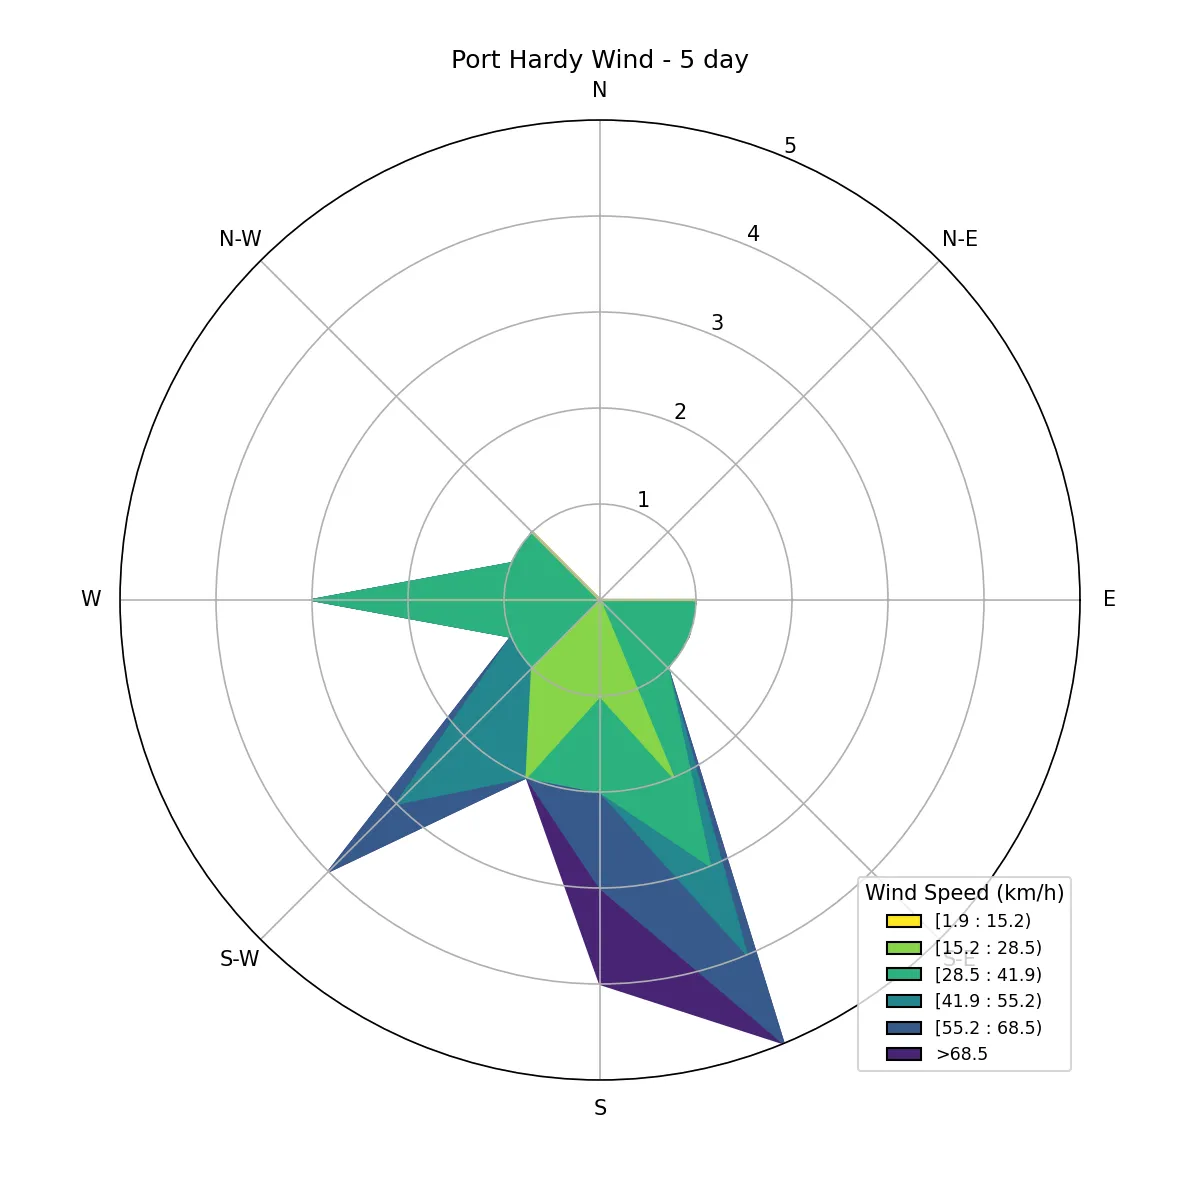 Port Hardy Wind - 5 day
N
5
N-W
N-E
4
3
2
1
W
E
Wind Speed (km/h)
[1.9 : 15.2)
[15.2 : 28.5)
S-W
S-E
[28.5 : 41.9)
[41.9 : 55.2)
[55.2 : 68.5)
>68.5
S